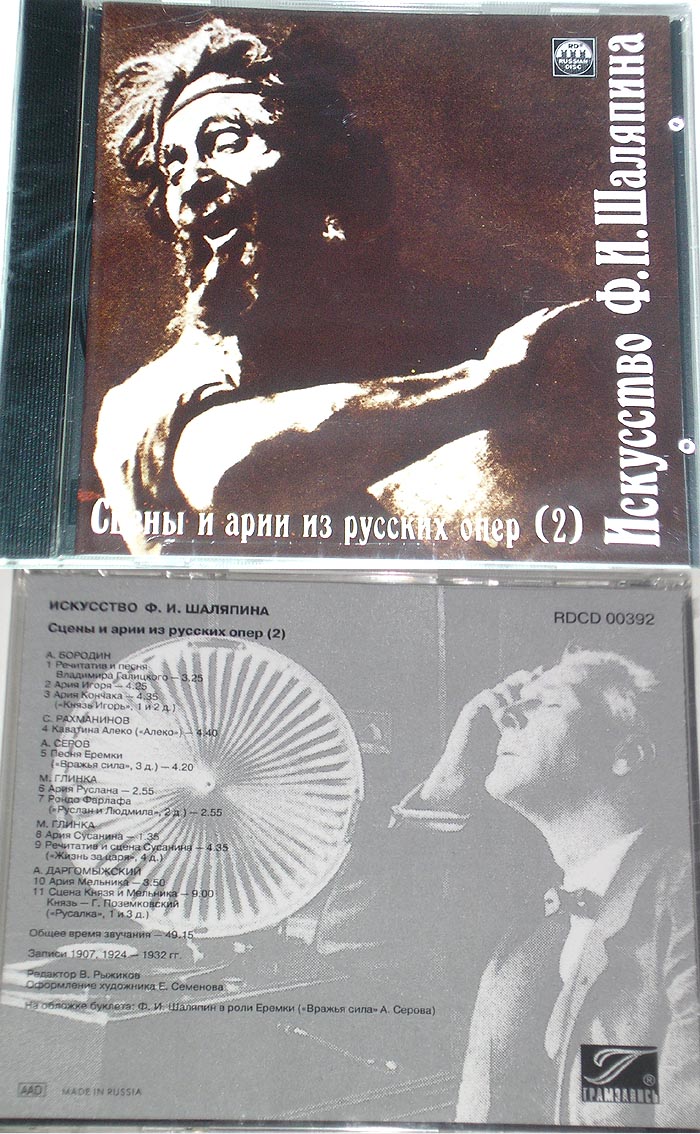 RD
RUSSIAN
DISC
Искусство Ф.И.Шаляпина
Сцены и арии из русских опер (2)
ИСКУССТВО Ф. И. ШАЛЯПИНА
RDCD 00392
Сцены и арии из русских опер (2)
А. БОРОДИН
1 Речитатив и песня
Владимира Галицкого – 3.25
2 Ария Игоря – 4.25
3 Ария Кончака – 4.35
(«Князь Игорь», 1 и 2 д.)
С. РАХМАНИНОВ
4 Каватина Алеко («Алеко») – 4.40
А. СЕРОВ
5 Песня Еремки
(«Вражья сила», 3 д.) – 4.20
М. ГЛИНКА
6 Ария Руслана – 2.55
7 Рондо Фарлафа
(«Руслан и Людмила», 2 д.) – 2.55
М. ГЛИНКА
8 Ария Сусанина – 1.35
9 Речитатив и сцена Сусанина – 4.35
(«Жизнь за царя», 4 д.)
А. ДАРГОМЫЖСКИЙ
10 Ария Мельника – 3.50
11 Сцена Князя и Мельника – 9.00
Князь – Г. Поземковский
(«Русалка», 1 и 3 д.)
Общее время звучания – 49.15
Записи 1907, 1924 – 1932 гг.
Редактор В. Рыжиков
Оформление художника Е. Семенова
На обложке буклета: Ф. И. Шаляпин в роли Еремки («Вражья сила» А. Серова)
AAD MADE IN RUSSIA
®
ГРАМЗАПИСЬ